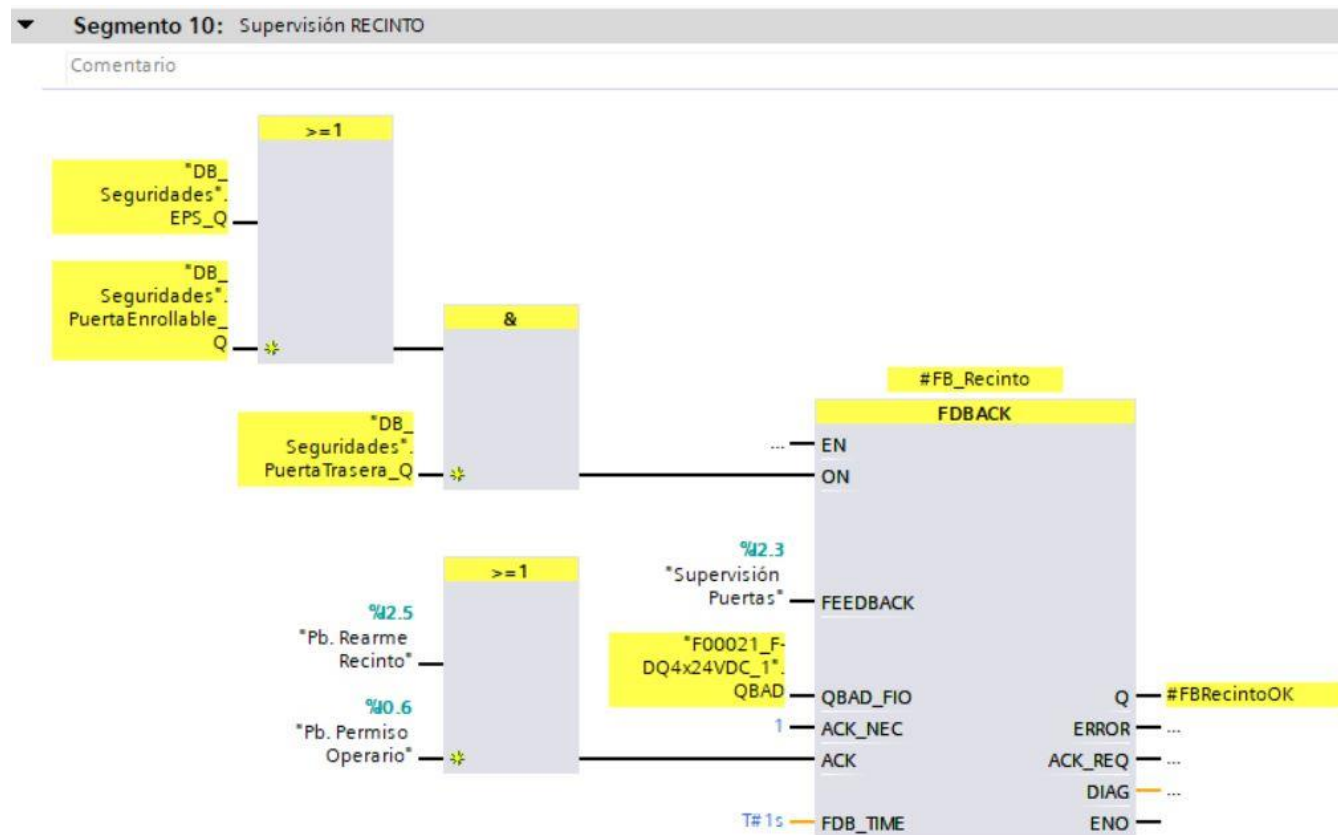 Segmento 10: Supervisión RECINTO
Comentario
>=1
"DB_
Seguridades".
EPS_Q
"DB_
Seguridades".
PuertaEnrollable_
Q
&
"DB_
Seguridades".
PuertaTrasera_Q
#FB_Recinto
FDBACK
... EN
ON
%I2.3
"Supervisión
Puertas"
FEEDBACK
"F00021_F-
DQ4x24VDC_1".
QBAD
QBAD_FIO
Q
#FBRecintoOK
1
ACK_NEC
ERROR ...
>=1
%I2.5
"Pb. Rearme
Recinto"
%I0.6
"Pb. Permiso
Operario"
ACK
ACK_REQ ...
DIAG ...
T#1s
FDB_TIME
ENO